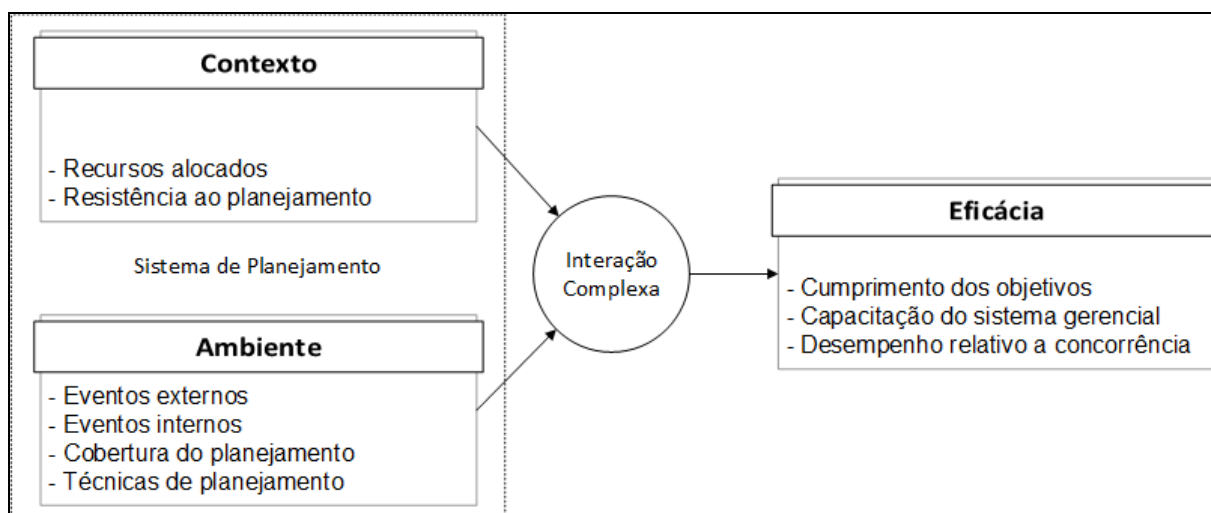 Contexto
- Recursos alocados
- Resistência ao planejamento
Sistema de Planejamento
Ambiente
- Eventos externos
- Eventos internos
- Cobertura do planejamento
- Técnicas de planejamento
Interação
Complexa
Eficácia
- Cumprimento dos objetivos
- Capacitação do sistema gerencial
- Desempenho relativo a concorrência